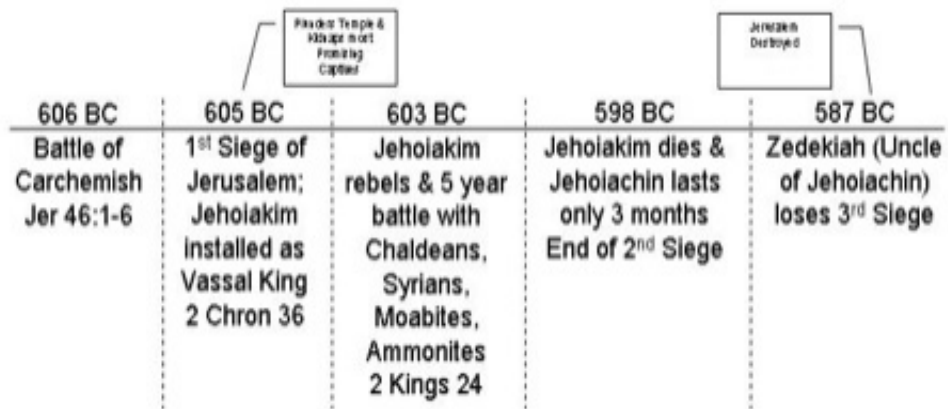 Temple &
Promising
Captives
Jerusalem
Destroyed
606 BC
Battle of
Carchemish
Jer 46:1-6
605 BC
1st Siege of
Jerusalem;
Jehoiakim
installed as
Vassal King
2 Chron 36
603 BC
Jehoiakim
rebels & 5 year
battle with
Chaldeans,
Syrians,
Moabites,
Ammonites
2 Kings 24
598 BC
Jehoiakim dies &
Jehoiachin lasts
only 3 months
End of 2nd Siege
587 BC
Zedekiah (Uncle
of Jehoiachin)
loses 3rd Siege